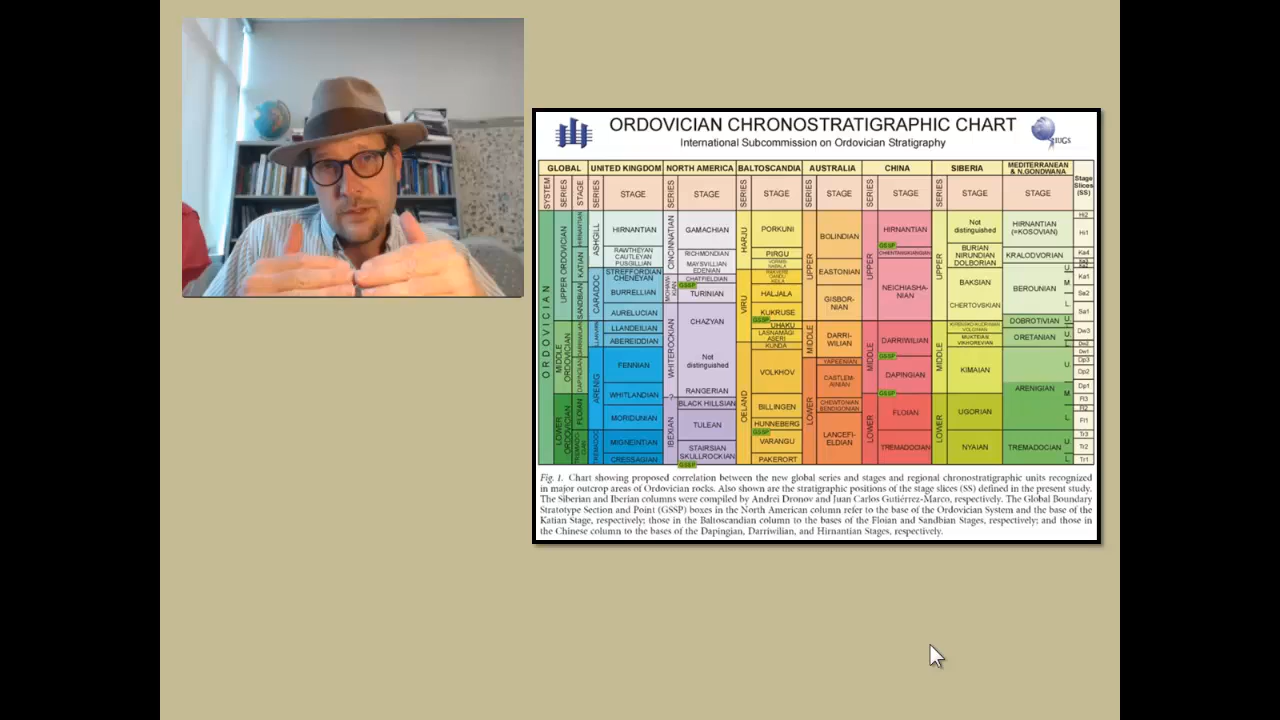 ORDOVICIAN CHRONOSTRATIGRAPHIC CHART
International Subcommission on Ordovician Stratigraphy
IUGS
GLOBAL UNITED KINGDOM NORTH AMERICA BALTOSCANDIA AUSTRALIA CHINA SIBERIA MEDITERRANEAN & N.GONDWANA
SYSTEM SERIES STAGE SERIES STAGE SERIES STAGE SERIES STAGE SERIES STAGE SERIES STAGE SERIES STAGE STAGE Stage Slices (SS)
ORDOVICIAN
UPPER ORDOVICIAN
MIDDLE ORDOVICIAN
LOWER ORDOVICIAN
HIRNANTIAN
KATIAN
SANDBIAN
DARRIWILIAN
DAPINGIAN
FLOIAN
ASHGILL
CARADOC
ARENIG
TREMADOC
HIRNANTIAN
RAWTHEYAN
CAUTLEYAN
PUSGILLIAN
STREFFORDIAN
CHENEYAN
BURRELLIAN
AURELUCIAN
LLANDEILIAN
ABEREIDDIAN
FENNIAN
WHITLANDIAN
MORIDUNIAN
MIGNEINTIAN
CRESSAGIAN
CINCINNATIAN
WHITEROCKIAN
?
IBEXIAN
GAMACHIAN
RICHMONDIAN
MAYSVILLIAN
EDENIAN
CHATFIELDIAN
GSSP
TURINIAN
CHAZYAN
Not
distinguished
RANGERIAN
BLACK HILLSIAN
TULEAN
STAIRSIAN
SKULLROCKIAN
GSSP
HARJU
VIRU
OELAND
PORKUNI
PIRGU
HALJALA
KUKRUSE
GSSP
UHAKU
LASNAMÄGI
ASERI
KUNDA
VOLKHOV
BILLINGEN
HUNNEBERG
GSSP
VARANGU
PAKERORT
UPPER
MIDDLE
LOWER
BOLINDIAN
EASTONIAN
GISBOR-
NIAN
DARRI-
WILIAN
YAPEENIAN
CASTLEM-
AINIAN
CHEWTONIAN
BENDIGONIAN
LANCEFI-
ELDIAN
UPPER
MIDDLE
LOWER
HIRNANTIAN
GSSP
NEICHIASHA-
NIAN
DARRIWILIAN
GSSP
DAPINGIAN
GSSP
FLOIAN
TREMADOCIAN
UPPER
MIDDLE
LOWER
Not
distinguished
BURIAN
NIRUNDIAN
DOLBORIAN
BAKSIAN
CHERTOVSKIAN
KIMAIAN
UGORIAN
NYAIAN
HIRNANTIAN
(=KOSOVIAN)
KRALODVORIAN
BEROUNIAN
DOBROTIVIAN
ORETANIAN
ARENIGIAN
TREMADOCIAN
U.
M.
L.
U.
L.
U.
M.
L.
U
L
Hi2
Hi1
Ka4
Ka1
Sa2
Sa1
Dw3
Dw2
Dw1
Dp3
Dp2
Dp1
Fl3
Fl2
Fl1
Tr3
Tr2
Tr1
Fig. 1. Chart showing proposed correlation between the new global series and stages and regional chronostratigraphic units recognized
in major outcrop areas of Ordovician rocks. Also shown are the stratigraphic positions of the stage slices (SS) defined in the present study.
The Siberian and Iberian columns were compiled by Andrei Dronov and Juan Carlos Gutiérrez-Marco, respectively. The Global Boundary
Stratotype Section and Point (GSSP) boxes in the North American column refer to the base of the Ordovician System and the base of the
Katian Stage, respectively; those in the Baltoscandian column to the bases of the Floian and Sandbian Stages, respectively; and those in
the Chinese column to the bases of the Dapingian, Darriwilian, and Hirnantian Stages, respectively.